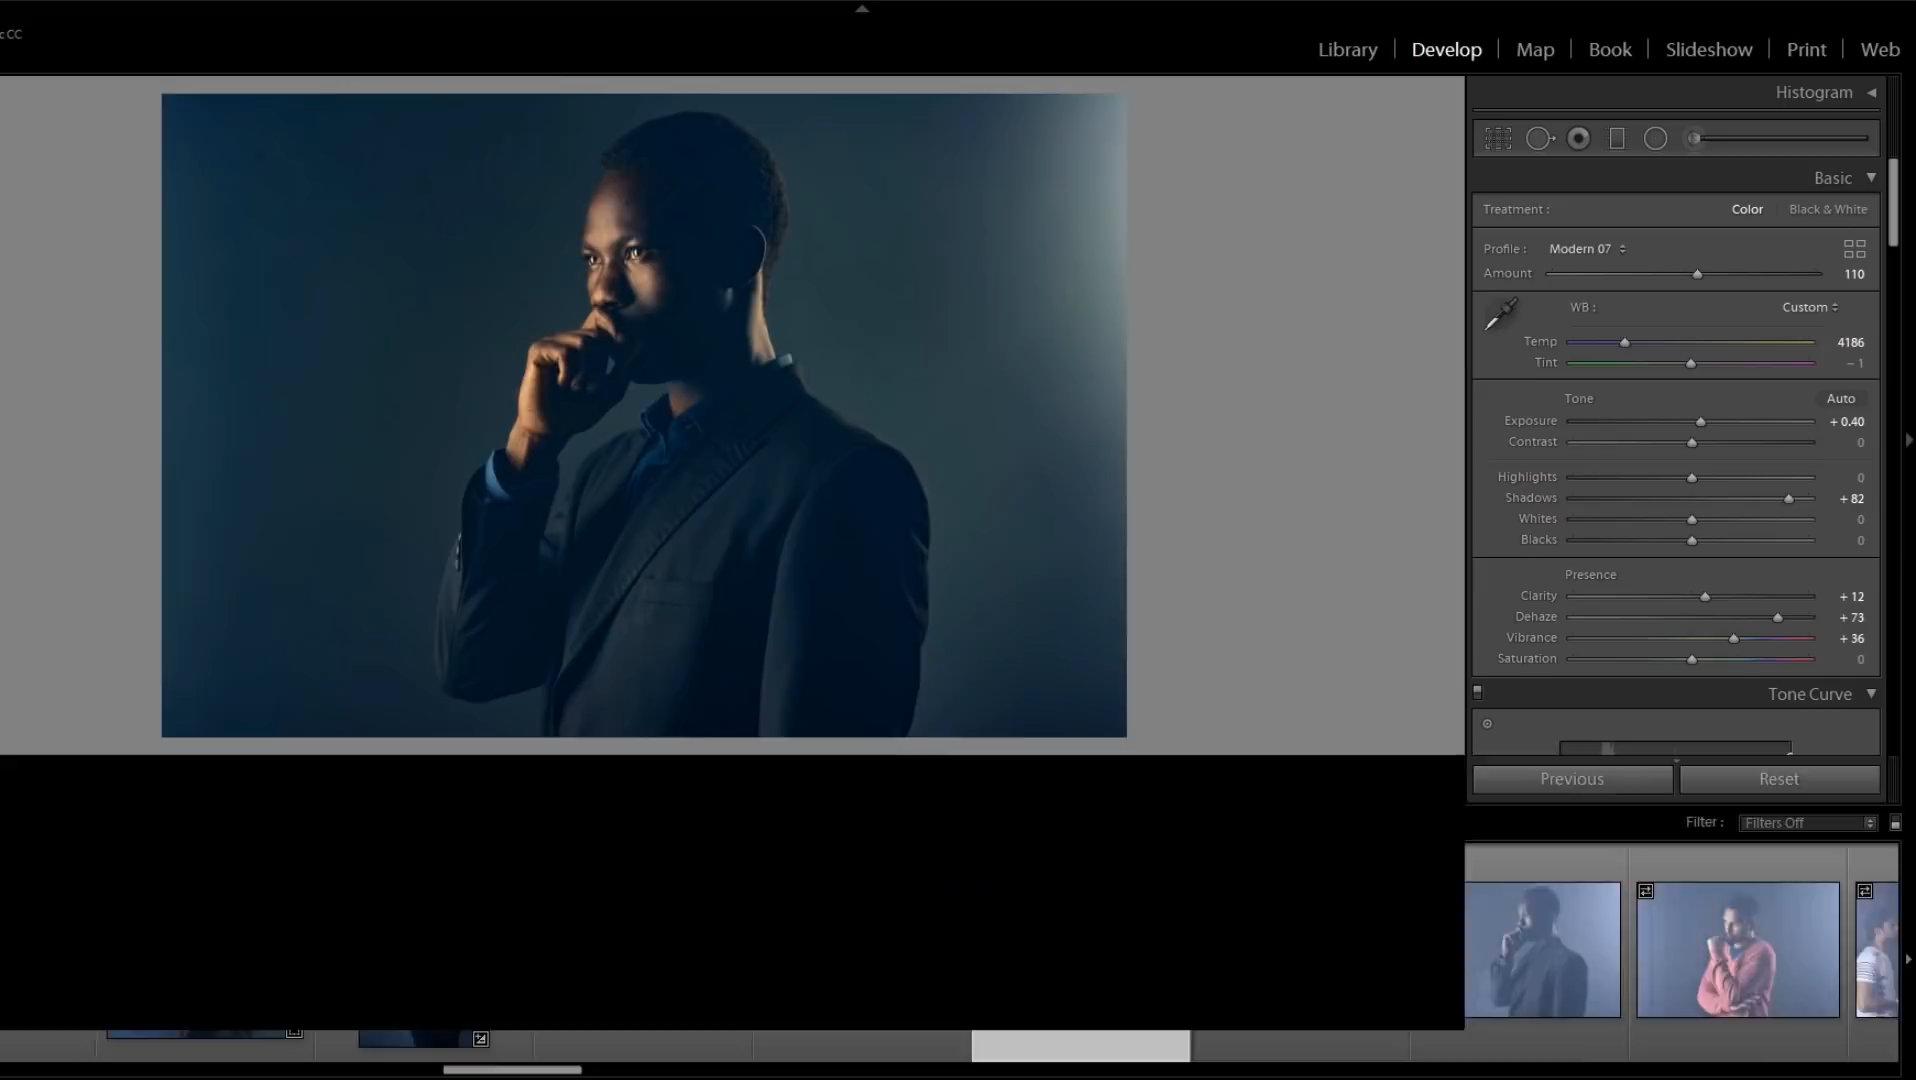 c CC
Library | Develop | Map | Book | Slideshow | Print | Web
Histogram
Basic
Treatment : Color Black & White
Profile : Modern 07
Amount 110
WB : Custom
Temp 4186
Tint – 1
Tone Auto
Exposure + 0.40
Contrast 0
Highlights 0
Shadows + 82
Whites 0
Blacks 0
Presence
Clarity + 12
Dehaze + 73
Vibrance + 36
Saturation 0
Tone Curve
Previous Reset
Filter : Filters Off